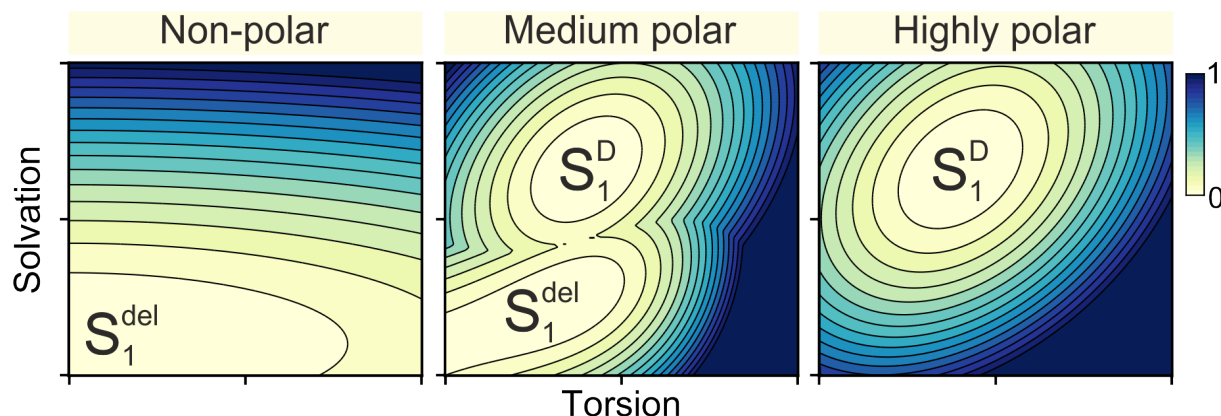 Non-polar
Medium polar
Highly polar
Solvation
S₁ᵈᵉˡ
S₁ᴰ
S₁ᵈᵉˡ
S₁ᴰ
1
0
Torsion